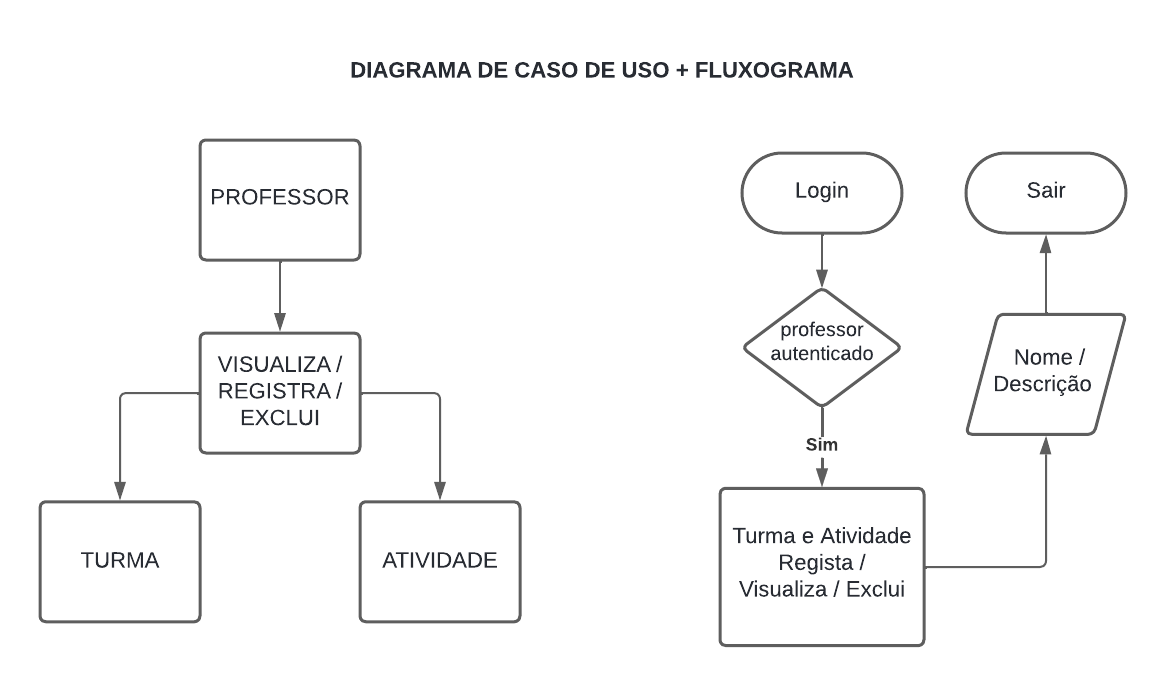 DIAGRAMA DE CASO DE USO + FLUXOGRAMA
PROFESSOR
VISUALIZA /
REGISTRA /
EXCLUI
TURMA
ATIVIDADE
Login
professor
autenticado
Sim
Turma e Atividade
Regista /
Visualiza / Exclui
Nome /
Descrição
Sair